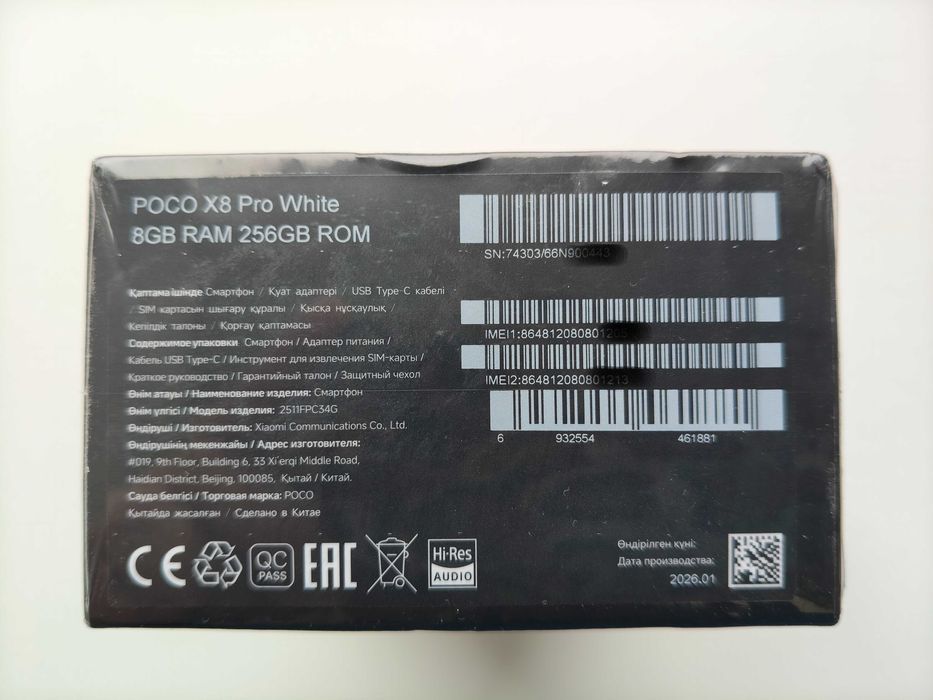 POCO X8 Pro White
8GB RAM 256GB ROM
SN:74303/66N900443
IMEI1:864812080801205
IMEI2:864812080801213
6 932554 461881
Қаптама ішінде Смартфон / Қуат адаптері / USB Type-C кабелі
/ SIM картасын шығару құралы / Қысқа нұсқаулық /
Кепілдік талоны / Қорғау қаптамасы
Содержимое упаковки Смартфон / Адаптер питания /
Кабель USB Type-C / Инструмент для извлечения SIM-карты /
Краткое руководство / Гарантийный талон / Защитный чехол
Өнім атауы / Наименование изделия: Смартфон
Өнім үлгісі / Модель изделия: 2511FPC34G
Өндіруші / Изготовитель: Xiaomi Communications Co., Ltd.
Өндірушінің мекенжайы / Адрес изготовителя:
#019, 9th Floor, Building 6, 33 Xi'erqi Middle Road,
Haidian District, Beijing, 100085, Қытай / Китай.
Сауда белгісі / Торговая марка: POCO
Қытайда жасалған / Сделано в Китае
CE
QC
PASS
EAC
Hi-Res
AUDIO
Өндірілген күні:
Дата производства:
2026.01